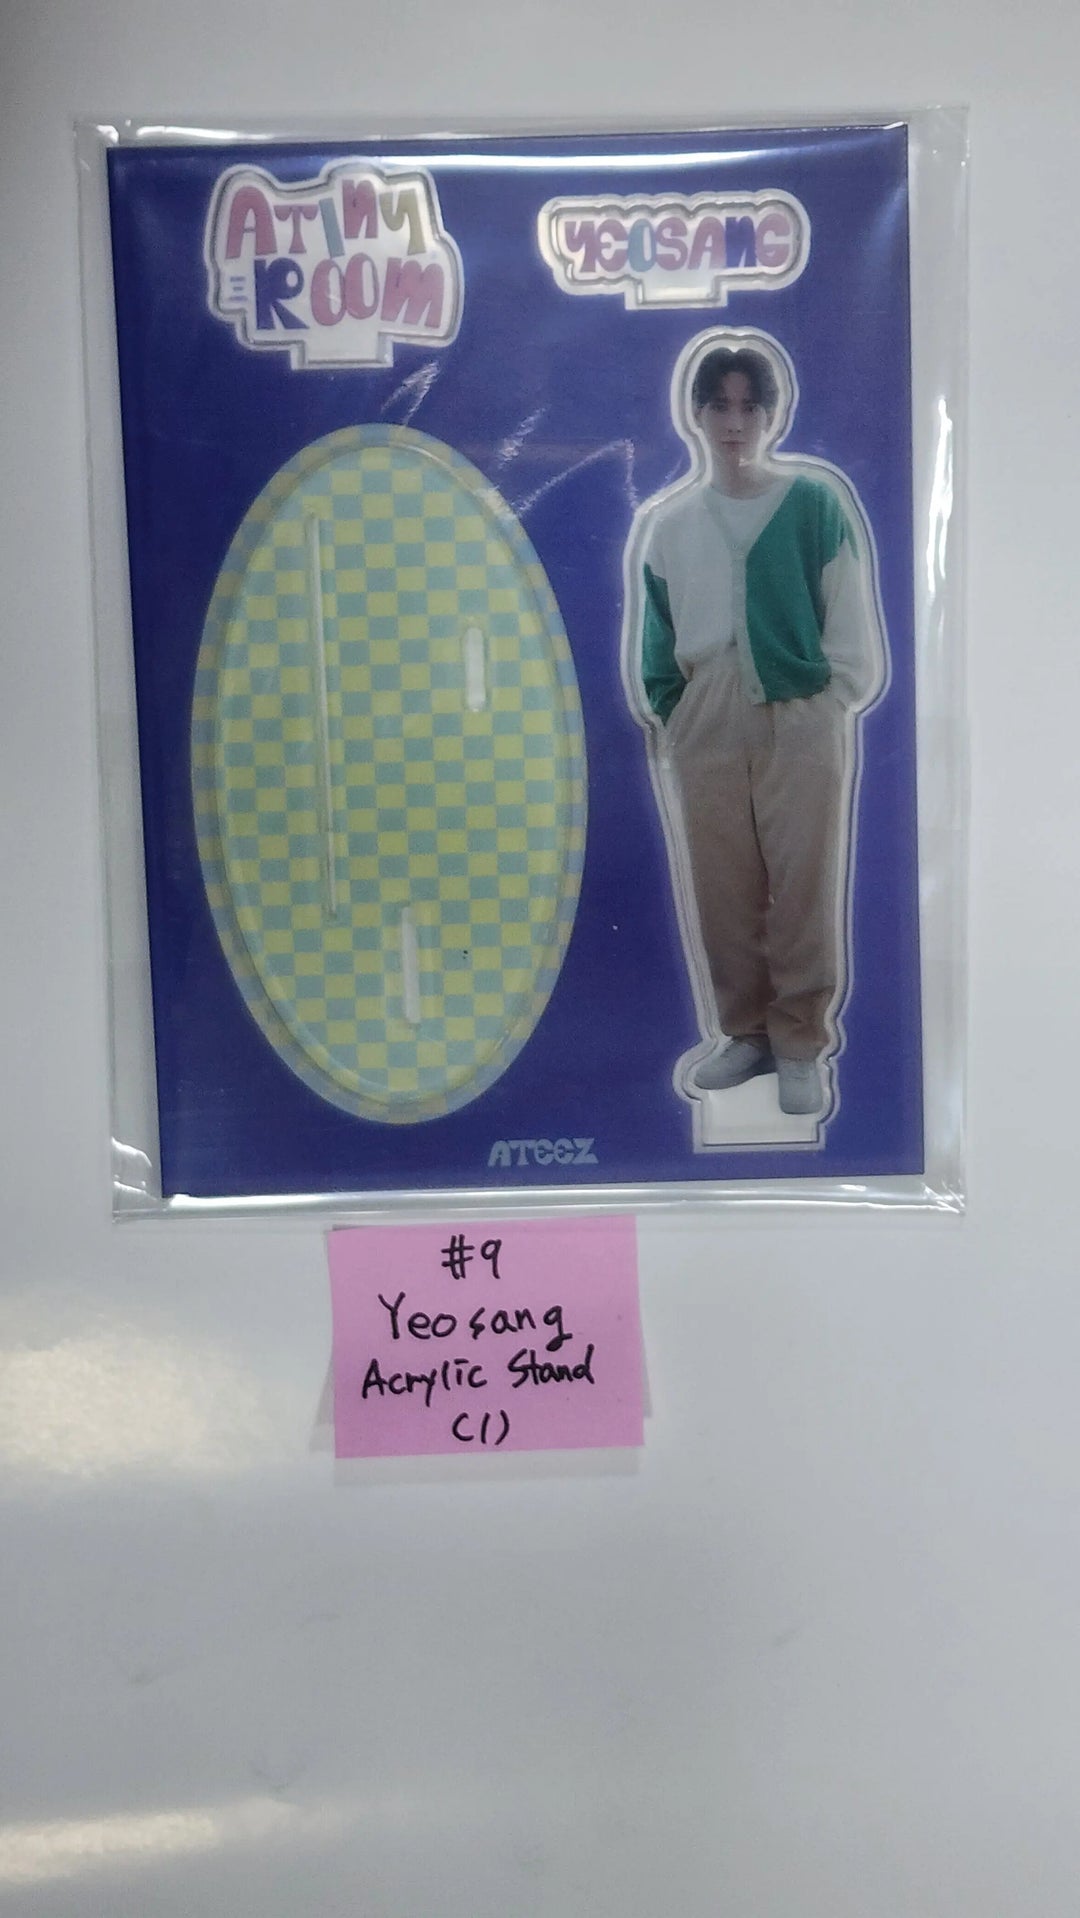 ATINY
ROOM
YEOSANG
ATEEZ
#9
Yeosang
Acrylic Stand
(1)